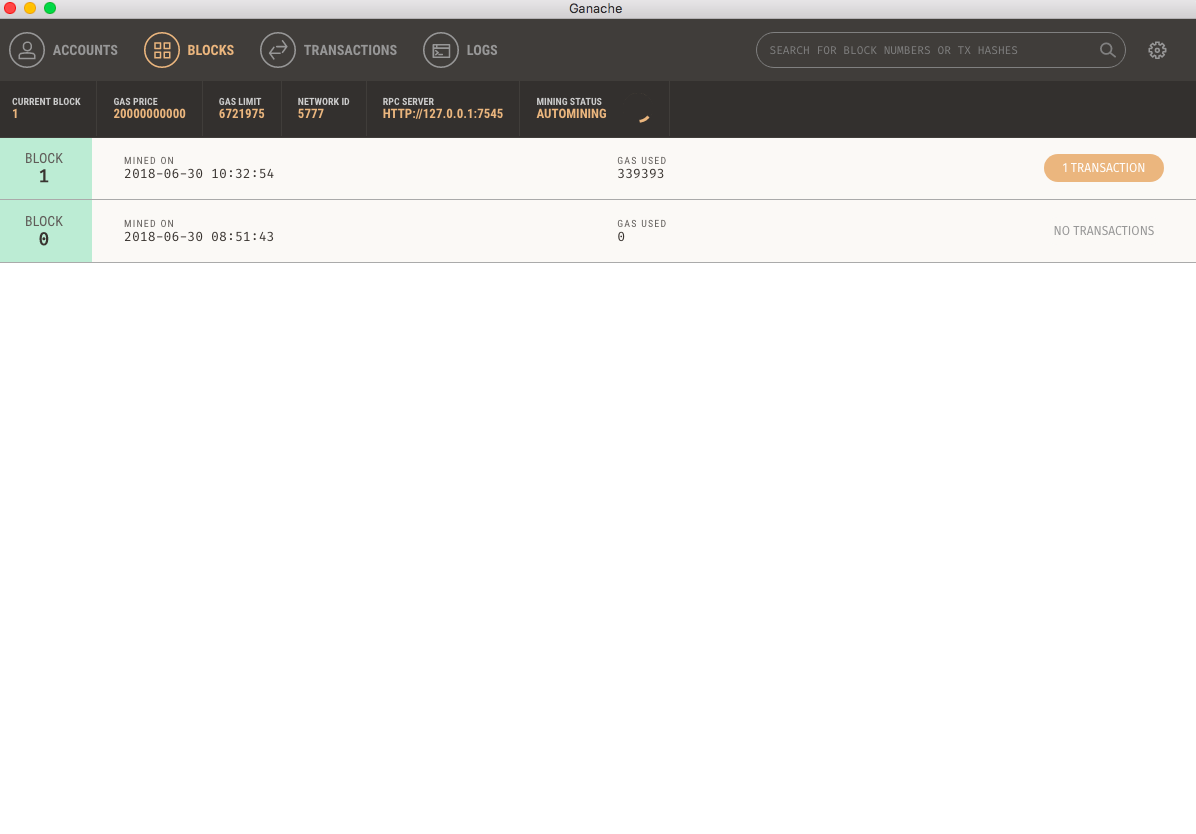 Ganache
ACCOUNTS BLOCKS TRANSACTIONS LOGS SEARCH FOR BLOCK NUMBERS OR TX HASHES
CURRENT BLOCK GAS PRICE GAS LIMIT NETWORK ID RPC SERVER MINING STATUS
1 20000000000 6721975 5777 HTTP://127.0.0.1:7545 AUTOMINING
BLOCK MINED ON GAS USED 1 TRANSACTION
1 2018-06-30 10:32:54 339393
BLOCK MINED ON GAS USED NO TRANSACTIONS
0 2018-06-30 08:51:43 0